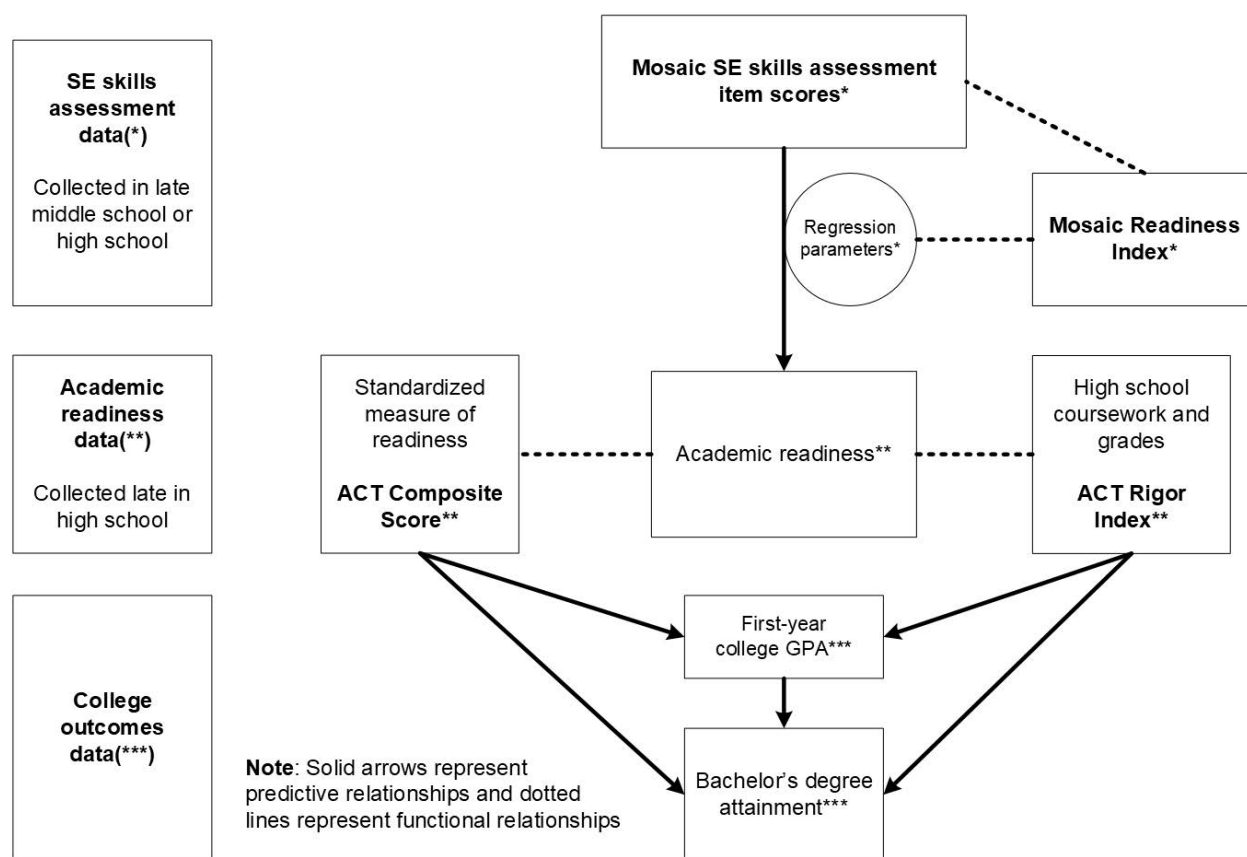 SE skills
assessment
data(*)
Collected in late
middle school or
high school
Mosaic SE skills assessment
item scores*
Regression
parameters*
Mosaic Readiness
Index*
Academic
readiness
data(**)
Collected late in
high school
Standardized
measure of
readiness
ACT Composite
Score**
Academic readiness**
High school
coursework and
grades
ACT Rigor
Index**
College
outcomes
data(***)
First-year
college GPA***
Bachelor’s degree
attainment***
Note: Solid arrows represent
predictive relationships and dotted
lines represent functional relationships